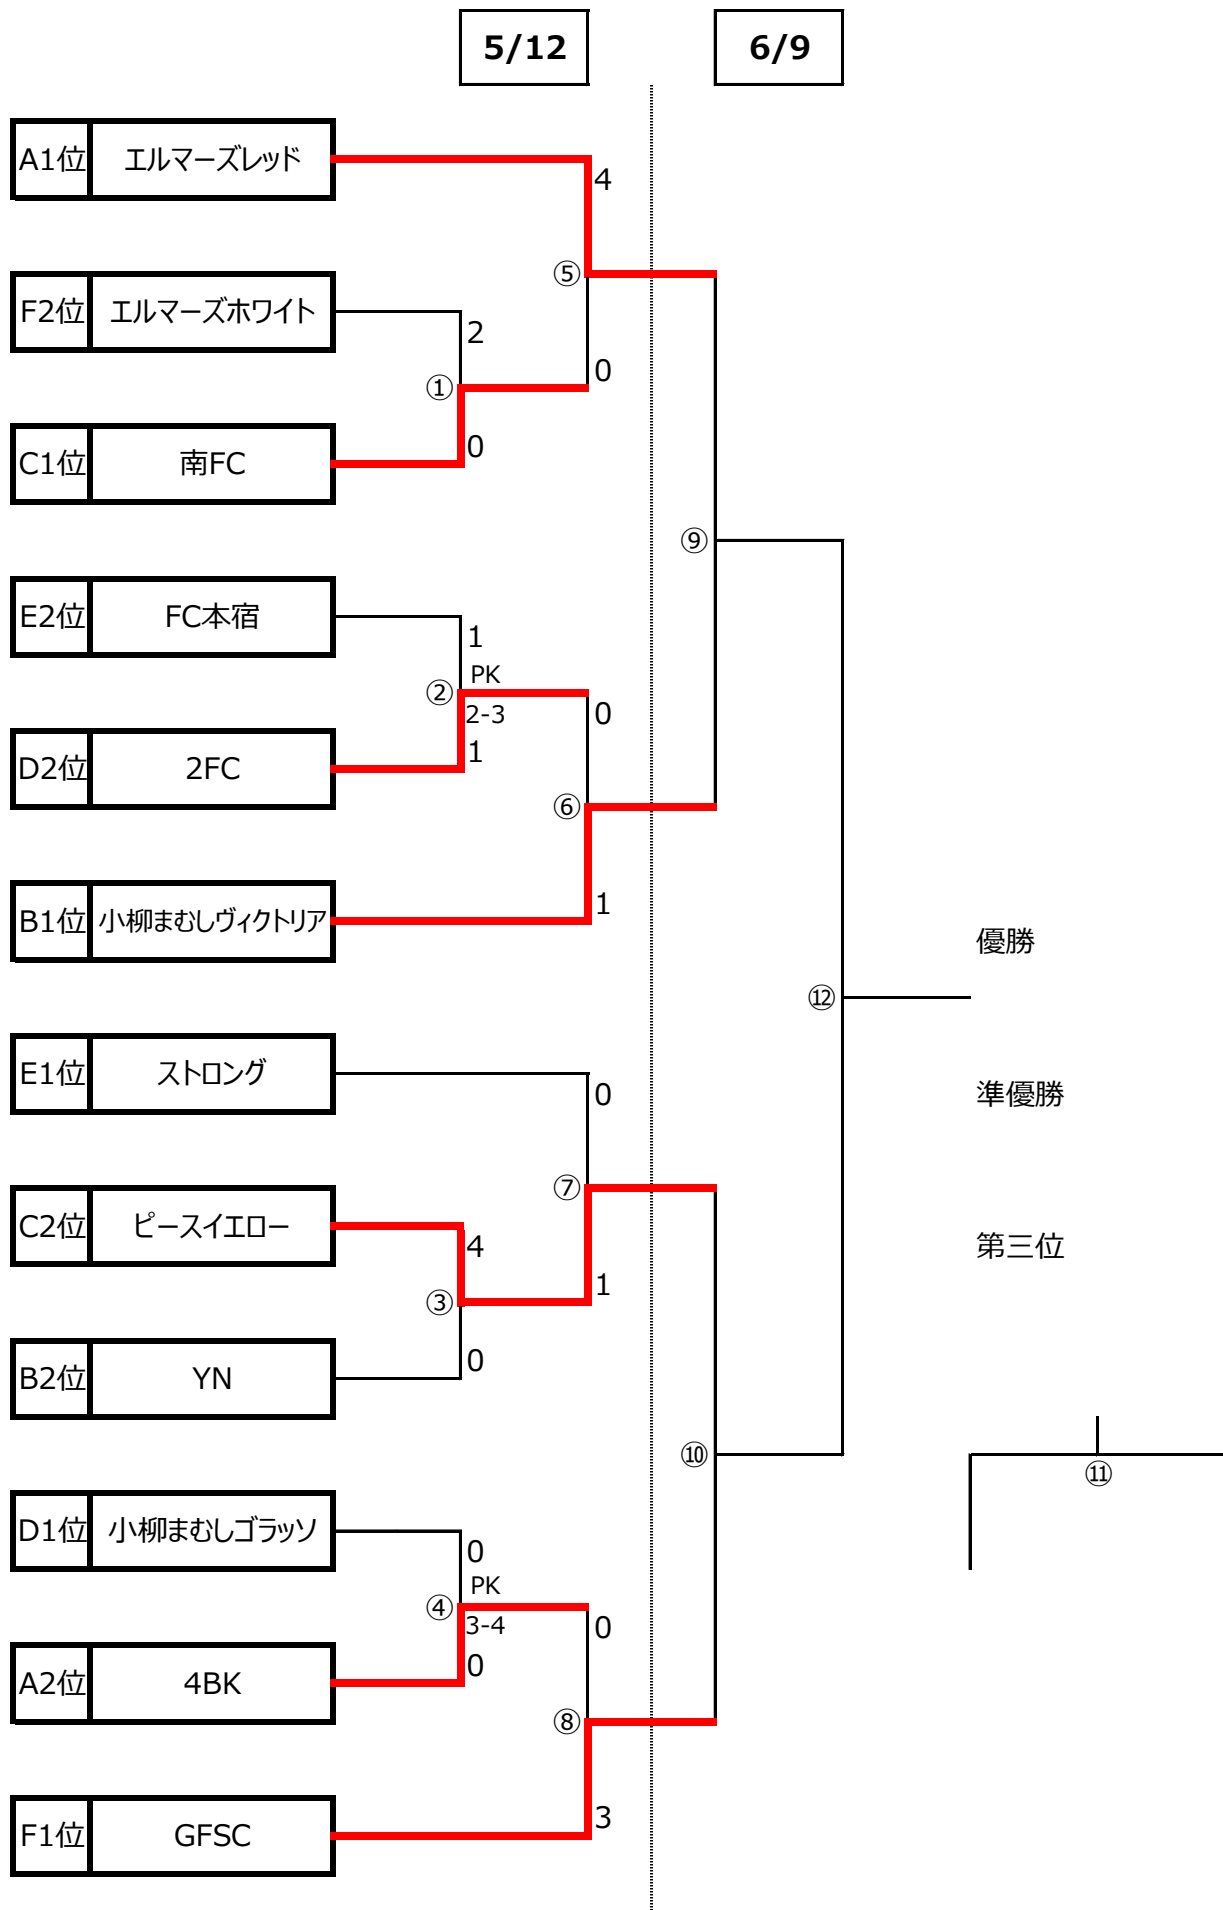 5/12 6/9
A1位 エルマーズレッド
4
⑤
F2位 エルマーズホワイト
2
0
①
C1位 南FC
0
⑨
E2位 FC本宿
1
PK
②
2-3
0
D2位 2FC
1
⑥
B1位 小柳まむしヴィクトリア
1
優勝
⑫
E1位 ストロング
0
準優勝
⑦
C2位 ピースイエロー
4
第三位
1
③
B2位 YN
0
⑩
⑪
D1位 小柳まむしゴラッソ
0
PK
④
3-4
0
A2位 4BK
0
⑧
F1位 GFSC
3